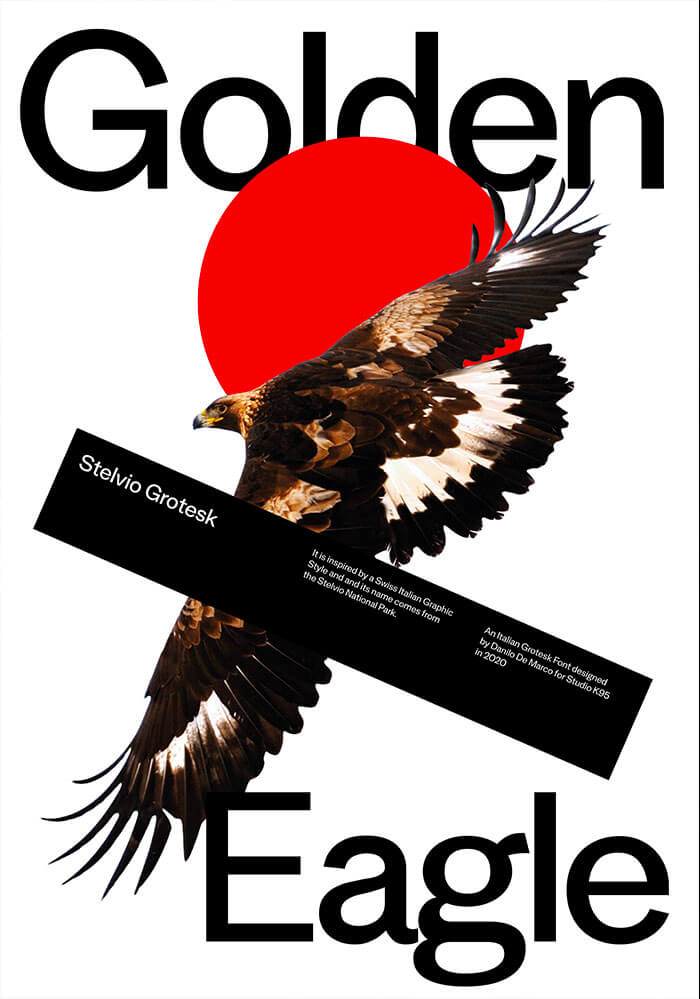 Golden
Stelvio Grotesk
It is inspired by a Swiss Italian Graphic
Style and and its name comes from
the Stelvio National Park.
An Italian Grotesk Font designed
by Danilo De Marco for Studio K95
in 2020
Eagle